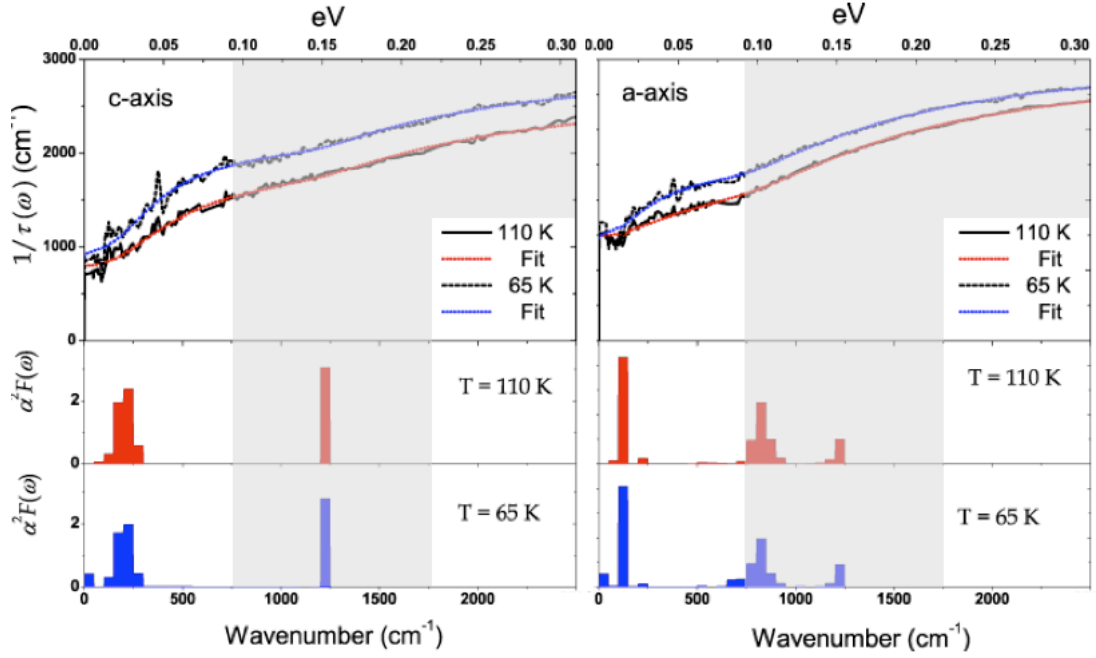 eV
0.00 0.05 0.10 0.15 0.20 0.25 0.30
3000
c-axis
2000
1/τ(ω) (cm⁻¹)
1000
110 K
Fit
65 K
Fit
0
α²F(ω)
2
T = 110 K
0
α²F(ω)
2
T = 65 K
0
0 500 1000 1500 2000
Wavenumber (cm⁻¹)
eV
0.00 0.05 0.10 0.15 0.20 0.25 0.30
a-axis
110 K
Fit
65 K
Fit
T = 110 K
T = 65 K
0 500 1000 1500 2000
Wavenumber (cm⁻¹)